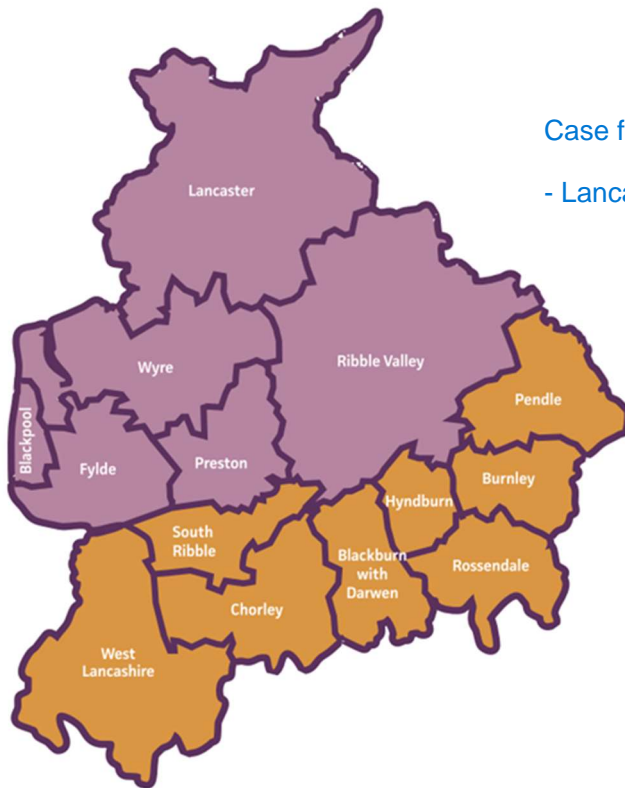 Case f
- Lanca
Lancaster
Wyre
Ribble Valley
Pendle
Blackpool
Fylde
Preston
Burnley
Hyndburn
South
Ribble
Blackburn
with
Darwen
Rossendale
Chorley
West
Lancashire